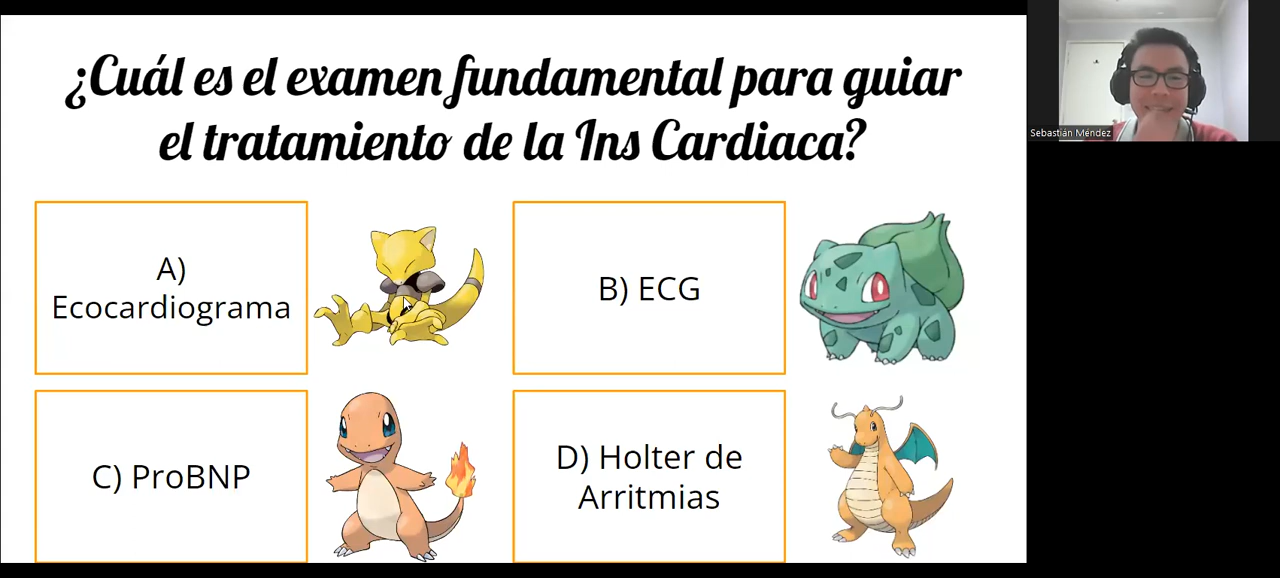 ¿Cuál es el examen fundamental para guiar
el tratamiento de la Ins Cardiaca?
A)
Ecocardiograma
B) ECG
C) ProBNP
D) Holter de
Arritmias
Sebastián Méndez